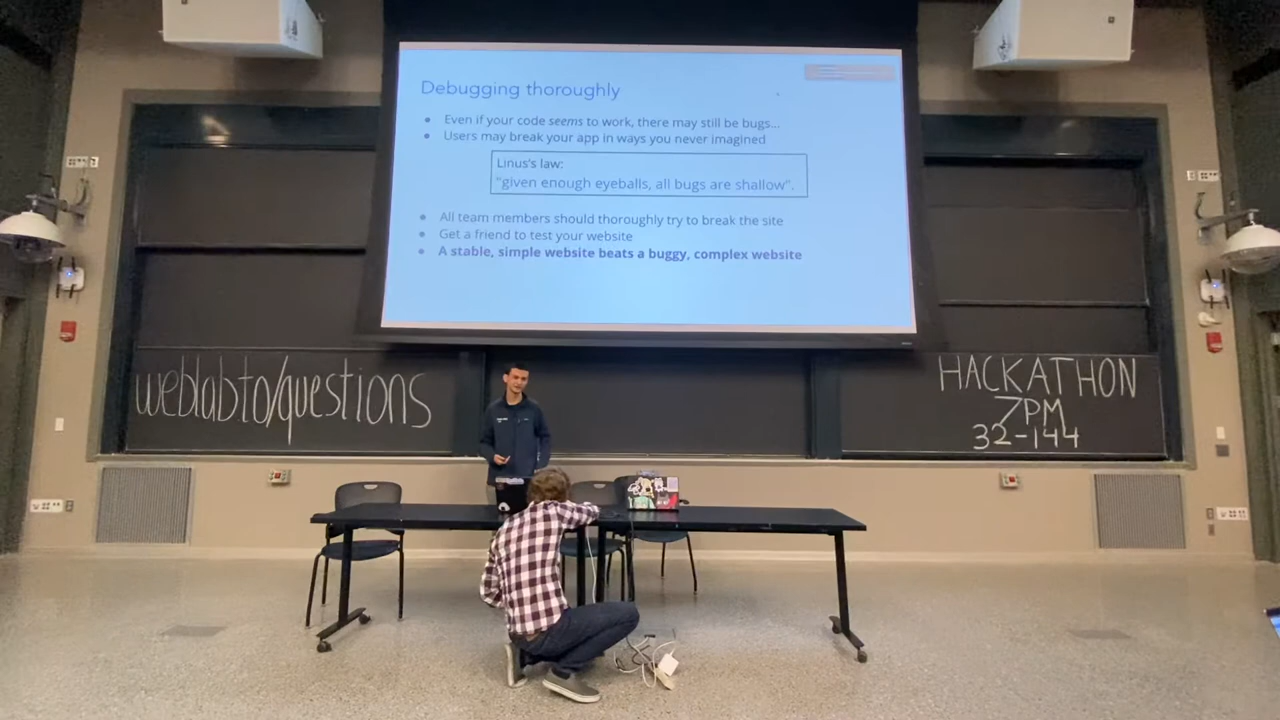 Debugging thoroughly
Even if your code seems to work, there may still be bugs...
Users may break your app in ways you never imagined
Linus's law:
"given enough eyeballs, all bugs are shallow".
All team members should thoroughly try to break the site
Get a friend to test your website
A stable, simple website beats a buggy, complex website
weblab.to/questions
HACKATHON
7PM
32-144